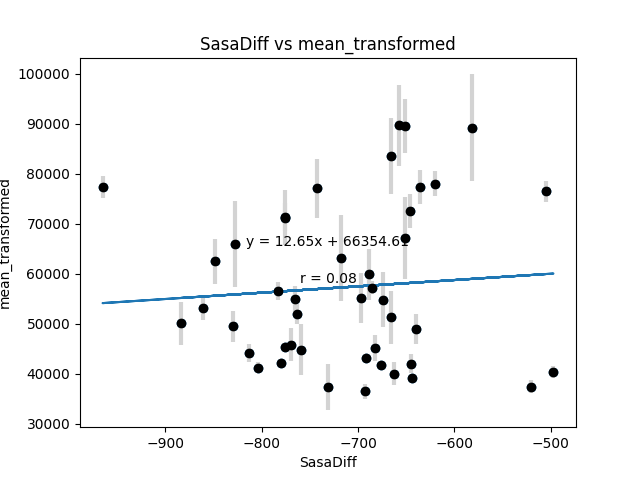 SasaDiff vs mean_transformed
100000
90000
80000
70000
60000
50000
40000
30000
mean_transformed
y = 12.65x + 66354.61
r = 0.08
−900
−800
−700
−600
−500
SasaDiff